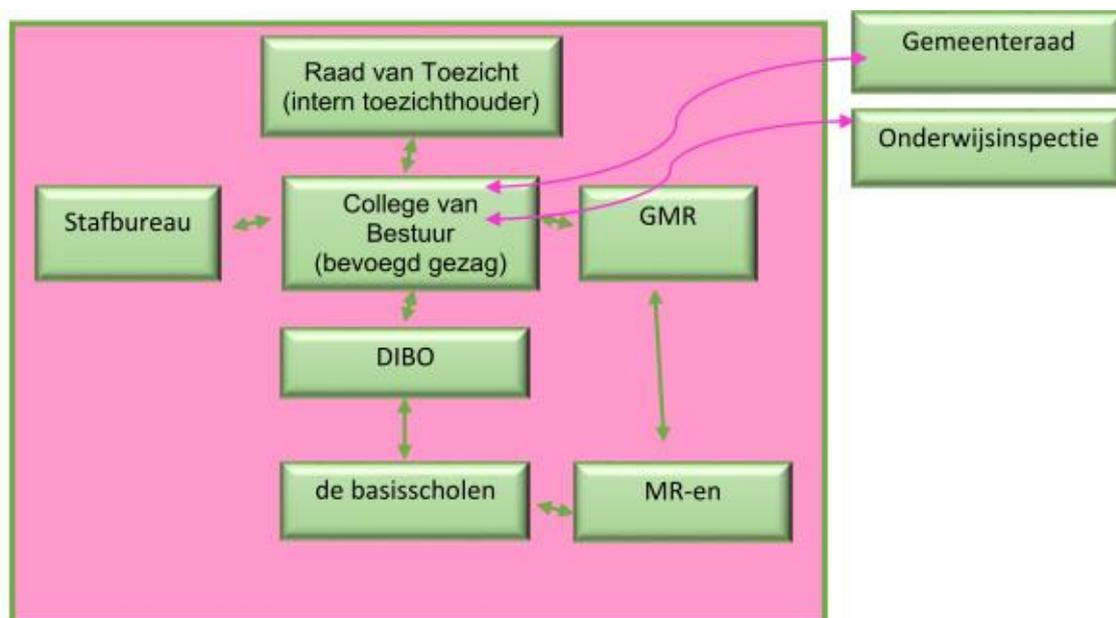 Gemeenteraad
Raad van Toezicht
(intern toezichthouder)
Onderwijsinspectie
Stafbureau
College van
Bestuur
(bevoegd gezag)
GMR
DIBO
de basisscholen
MR-en